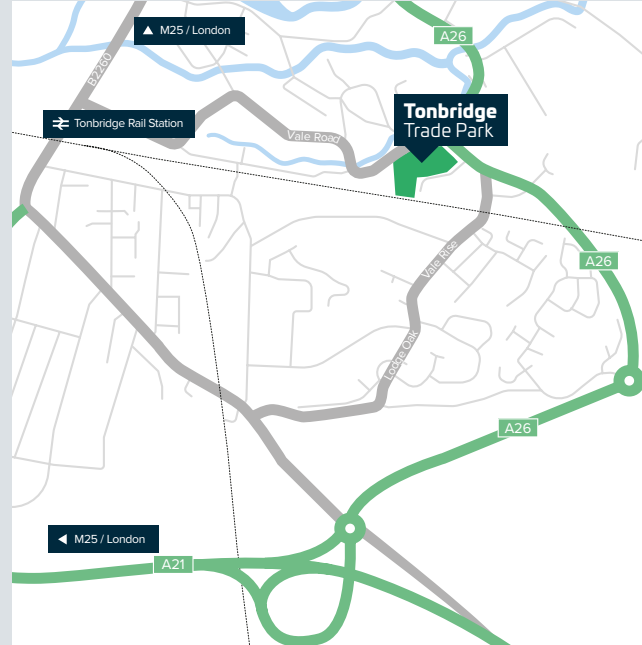 M25 / London
A26
B2260
Tonbridge Rail Station
Tonbridge
Trade Park
Vale Road
Vale Rise
A26
Lodge Oak
A26
M25 / London
A21